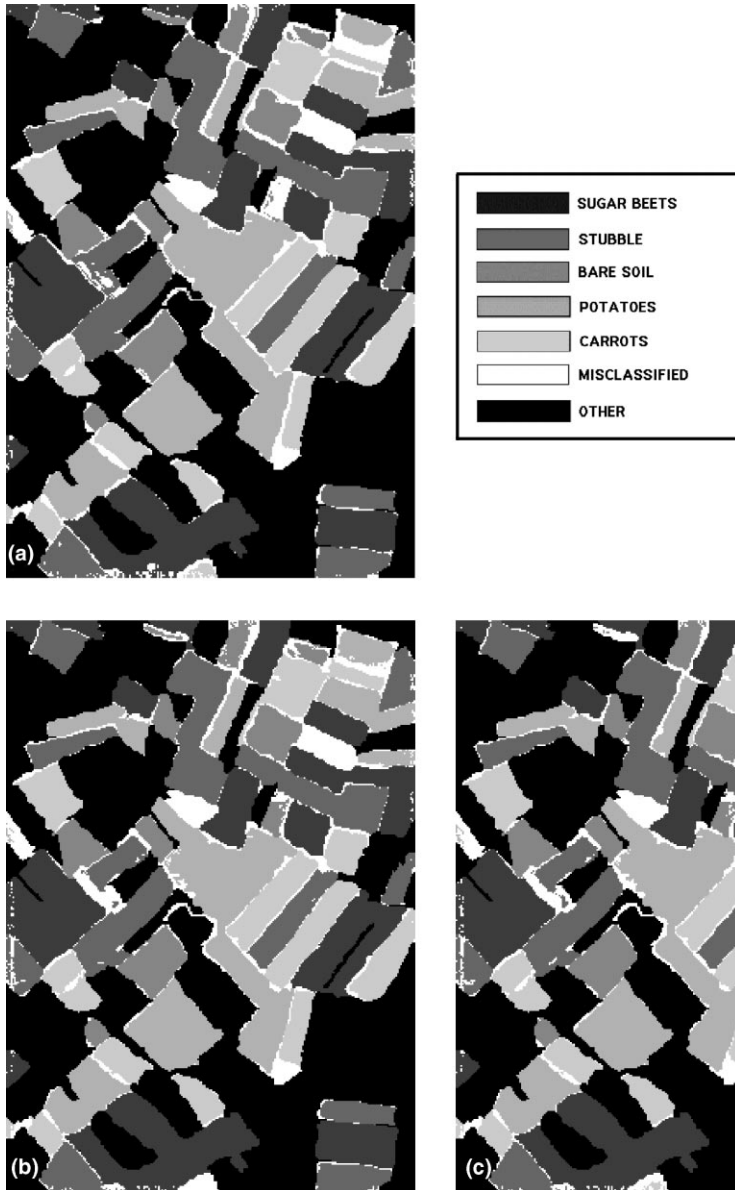 SUGAR BEETS
STUBBLE
BARE SOIL
POTATOES
CARROTS
MISCLASSIFIED
OTHER
(a)
(b)
(c)